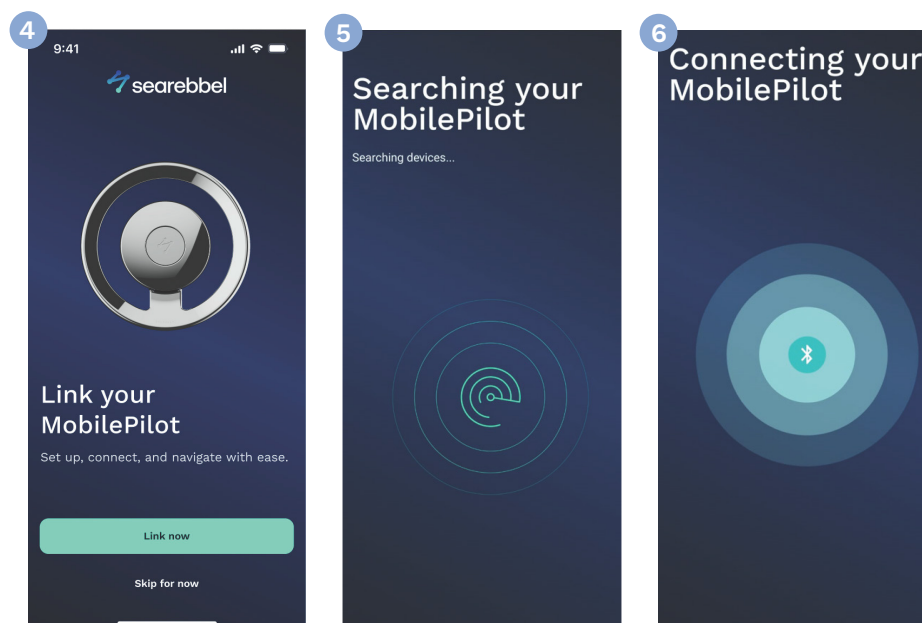 4
9:41
searebbel
Link your
MobilePilot
Set up, connect, and navigate with ease.
Link now
Skip for now
5
Searching your
MobilePilot
Searching devices...
6
Connecting your
MobilePilot